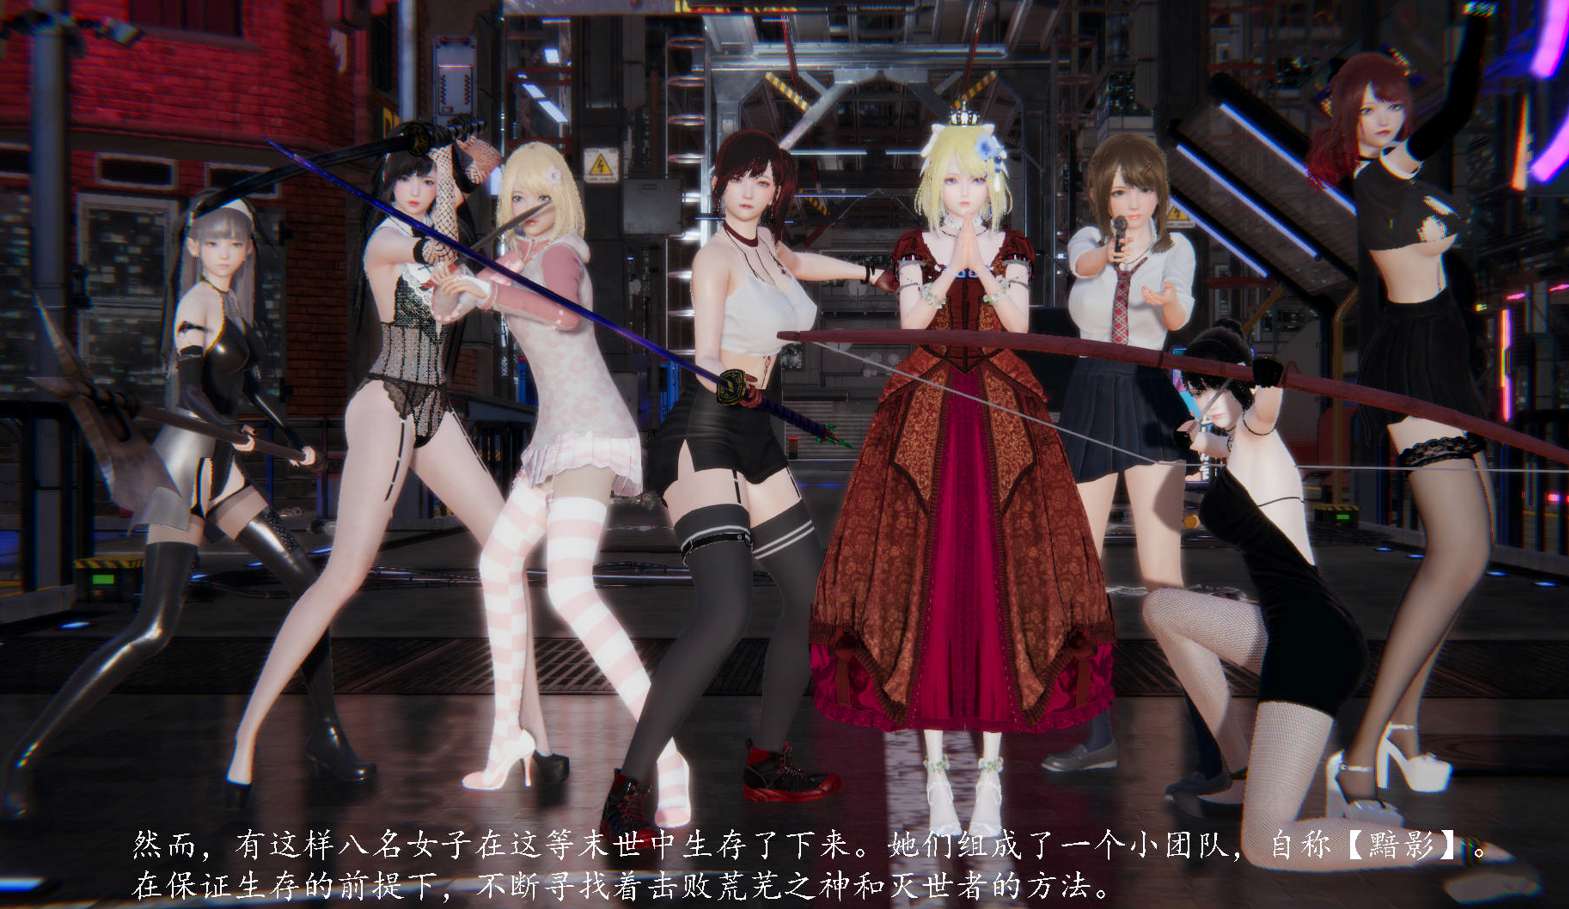 然而，有这样八名女子在这等末世中生存了下来。她们组成了一个小团队，自称【黯影】。
在保证生存的前提下，不断寻找着击败荒芜之神和灭世者的方法。